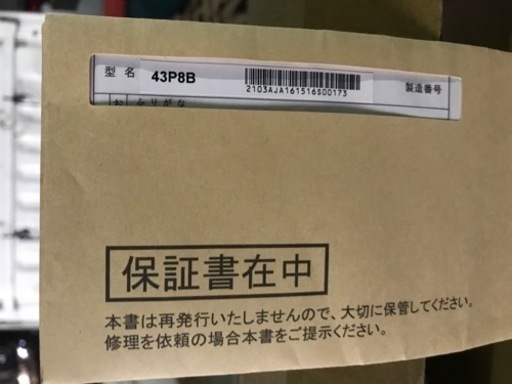 型名 43P8B 2103AJA161516S00173 製造番号
ふりがな
保証書在中
本書は再発行いたしませんので、大切に保管してください。
修理を依頼の場合本書をご提示ください。